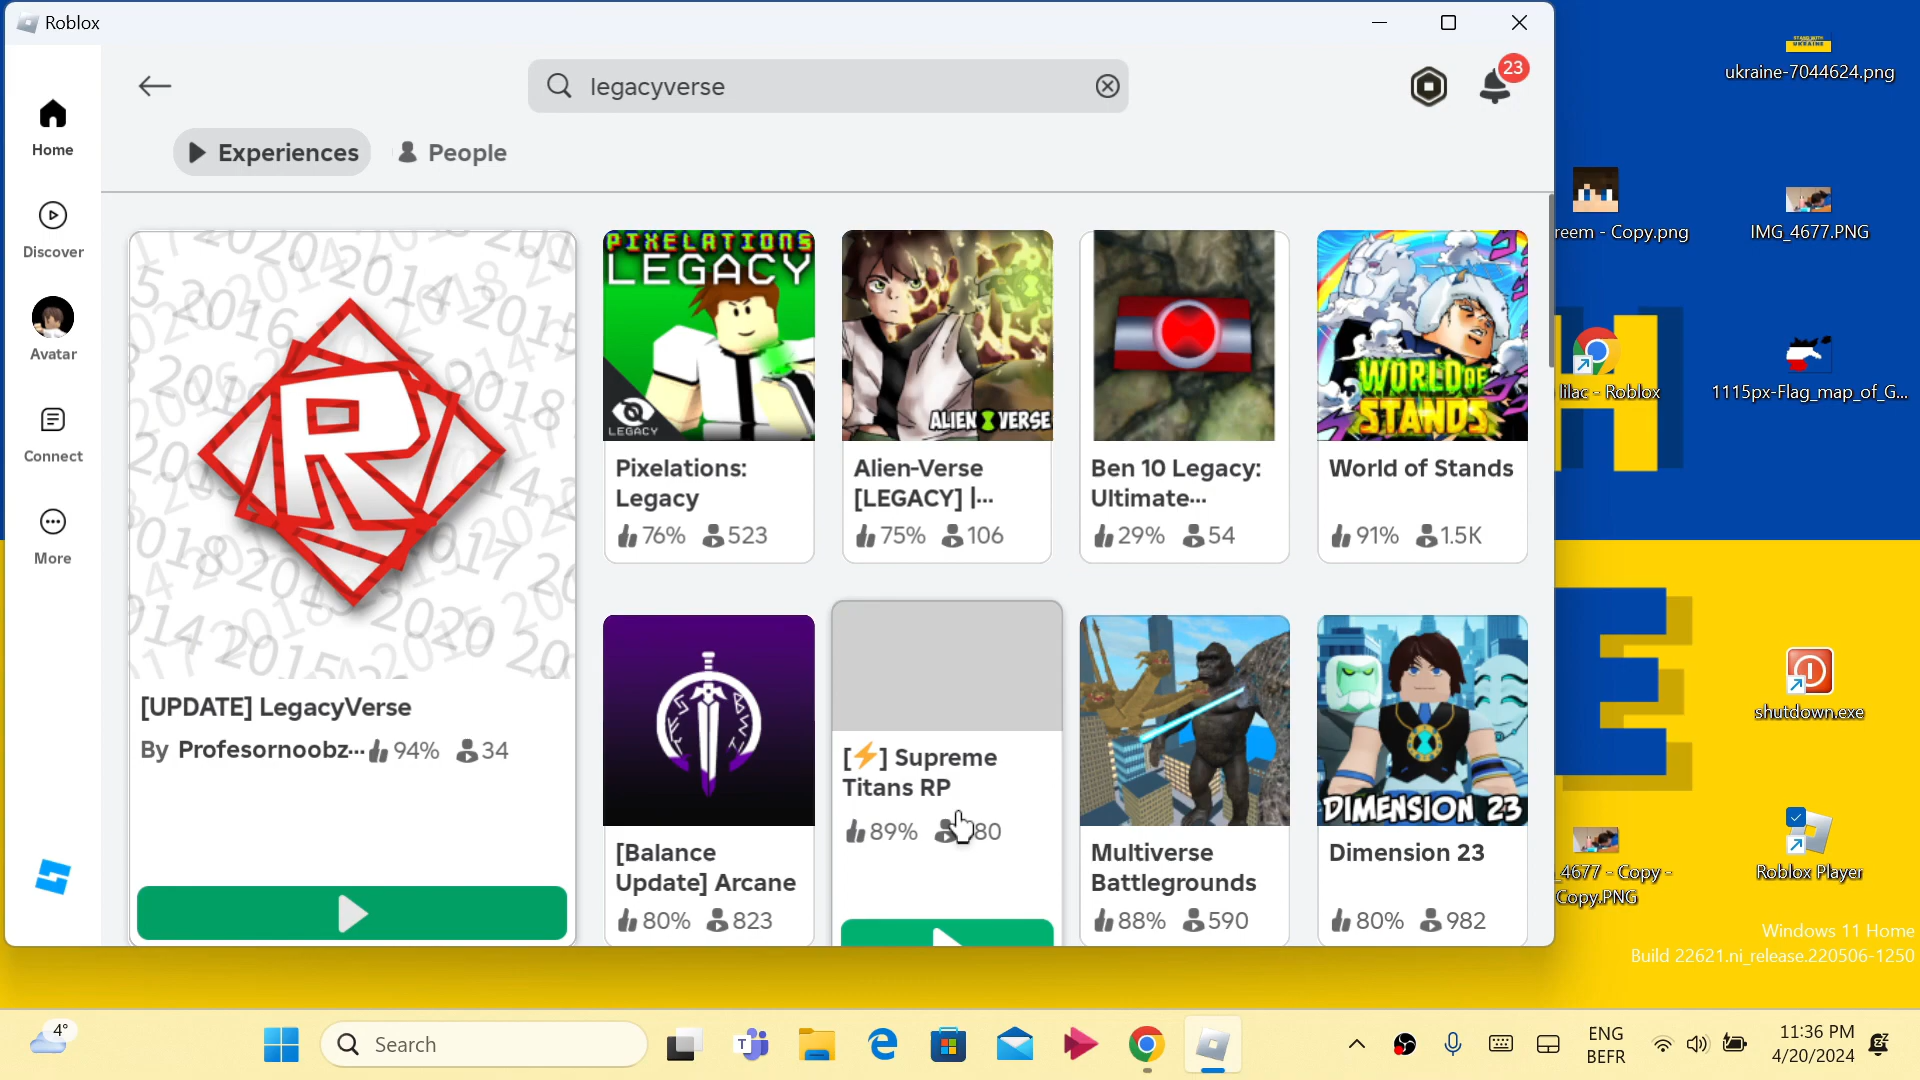 Roblox
legacyverse
23
Experiences
People
Home
Discover
Avatar
Connect
More
[UPDATE] LegacyVerse
By Profesornoobz··· 94% 34
PIXELATIONS
LEGACY
LEGACY
Pixelations:
Legacy
76% 523
ALIEN VERSE
Alien-Verse
[LEGACY] |···
75% 106
Ben 10 Legacy:
Ultimate···
29% 54
WORLD OF
STANDS
World of Stands
91% 1.5K
[Balance
Update] Arcane
80% 823
[⚡] Supreme
Titans RP
89% 80
Multiverse
Battlegrounds
88% 590
DIMENSION 23
Dimension 23
80% 982
UKRAINE
ukraine-7044624.png
reem - Copy.png
IMG_4677.PNG
lilac - Roblox
1115px-Flag_map_of_G...
H
E
shutdown.exe
_4677 - Copy -
Copy.PNG
Roblox Player
Windows 11 Home
Build 22621.ni_release.220506-1250
4°
Search
ENG
BEFR
11:36 PM
4/20/2024